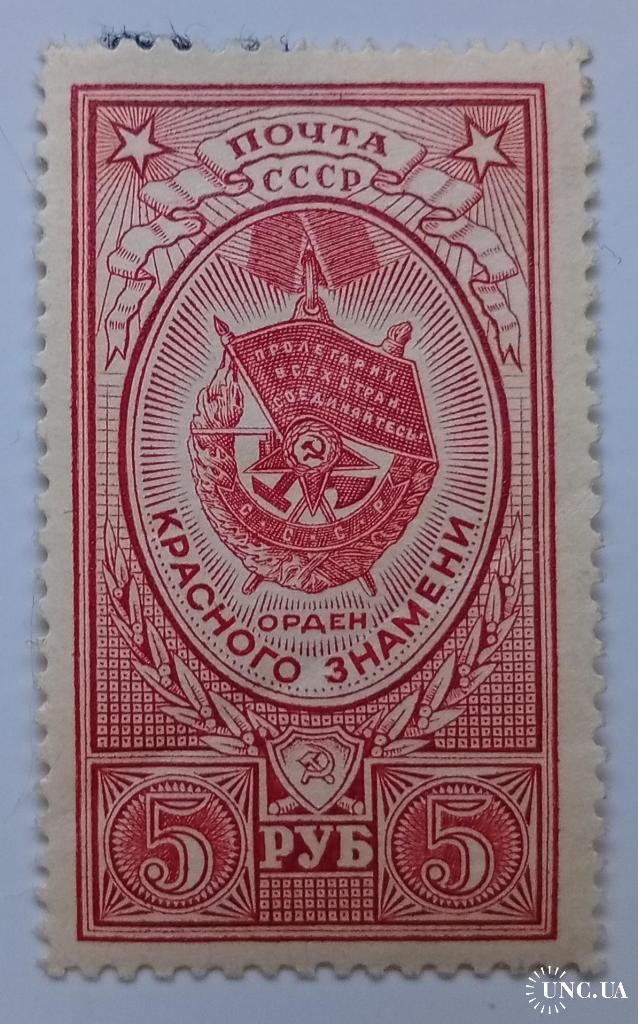 ПОЧТА
СССР
ПРОЛЕТАРИИ
ВСЕХ СТРАН,
СОЕДИНЯЙТЕСЬ!
С С С Р
ОРДЕН
КРАСНОГО ЗНАМЕНИ
5 РУБ 5
UNC.UA